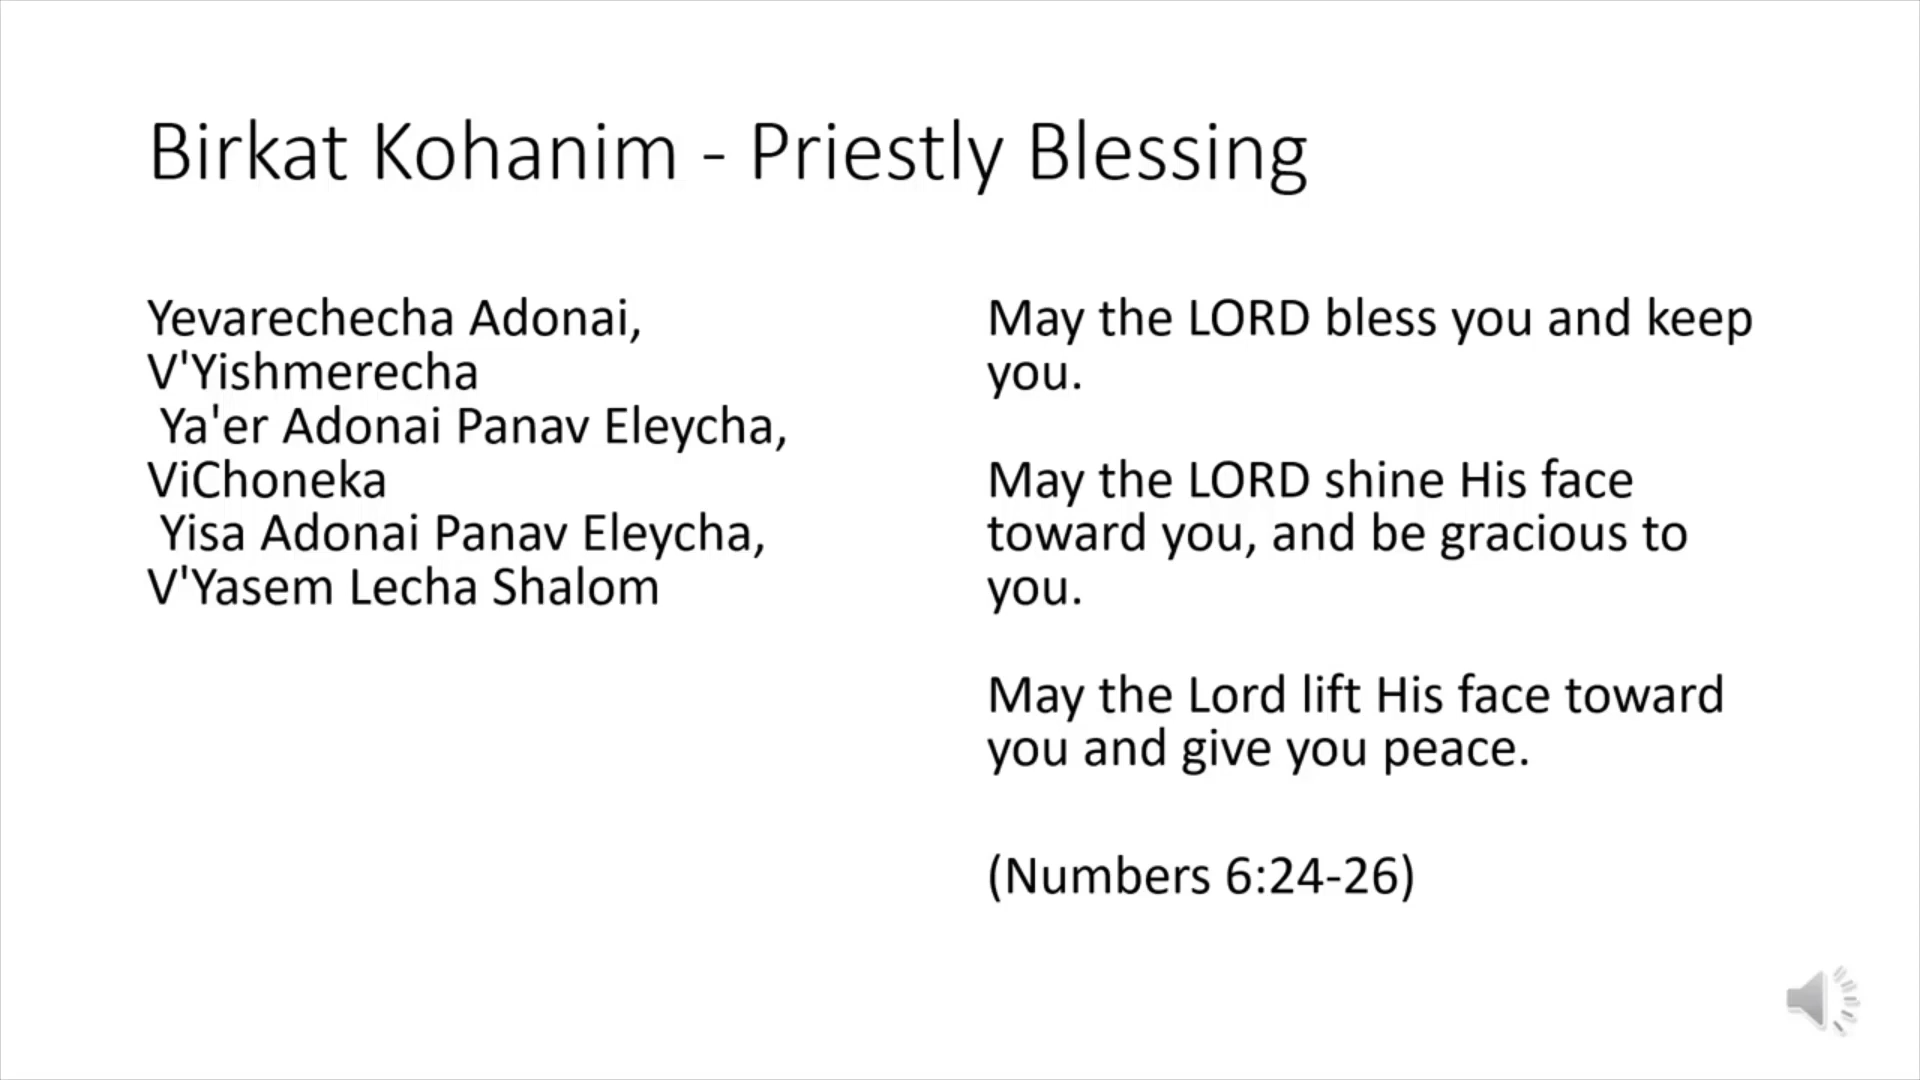 Birkat Kohanim - Priestly Blessing
Yevarechecha Adonai,
V'Yishmerecha
Ya'er Adonai Panav Eleycha,
ViChoneka
Yisa Adonai Panav Eleycha,
V'Yasem Lecha Shalom
May the LORD bless you and keep
you.
May the LORD shine His face
toward you, and be gracious to
you.
May the Lord lift His face toward
you and give you peace.
(Numbers 6:24-26)